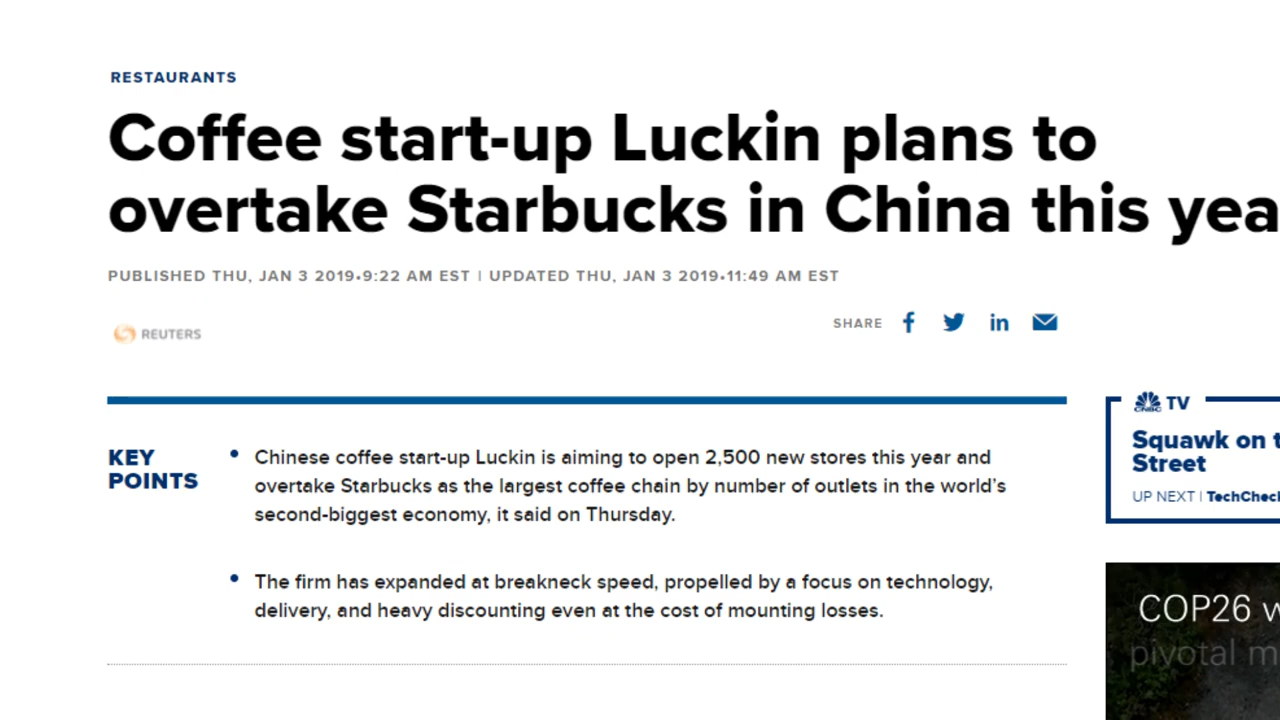 RESTAURANTS
Coffee start-up Luckin plans to
overtake Starbucks in China this yea
PUBLISHED THU, JAN 3 2019•9:22 AM EST | UPDATED THU, JAN 3 2019•11:49 AM EST
REUTERS
SHARE
KEY
POINTS
• Chinese coffee start-up Luckin is aiming to open 2,500 new stores this year and
overtake Starbucks as the largest coffee chain by number of outlets in the world’s
second-biggest economy, it said on Thursday.
• The firm has expanded at breakneck speed, propelled by a focus on technology,
delivery, and heavy discounting even at the cost of mounting losses.
CNBC TV
Squawk on t
Street
UP NEXT | TechChec
COP26 w
pivotal m